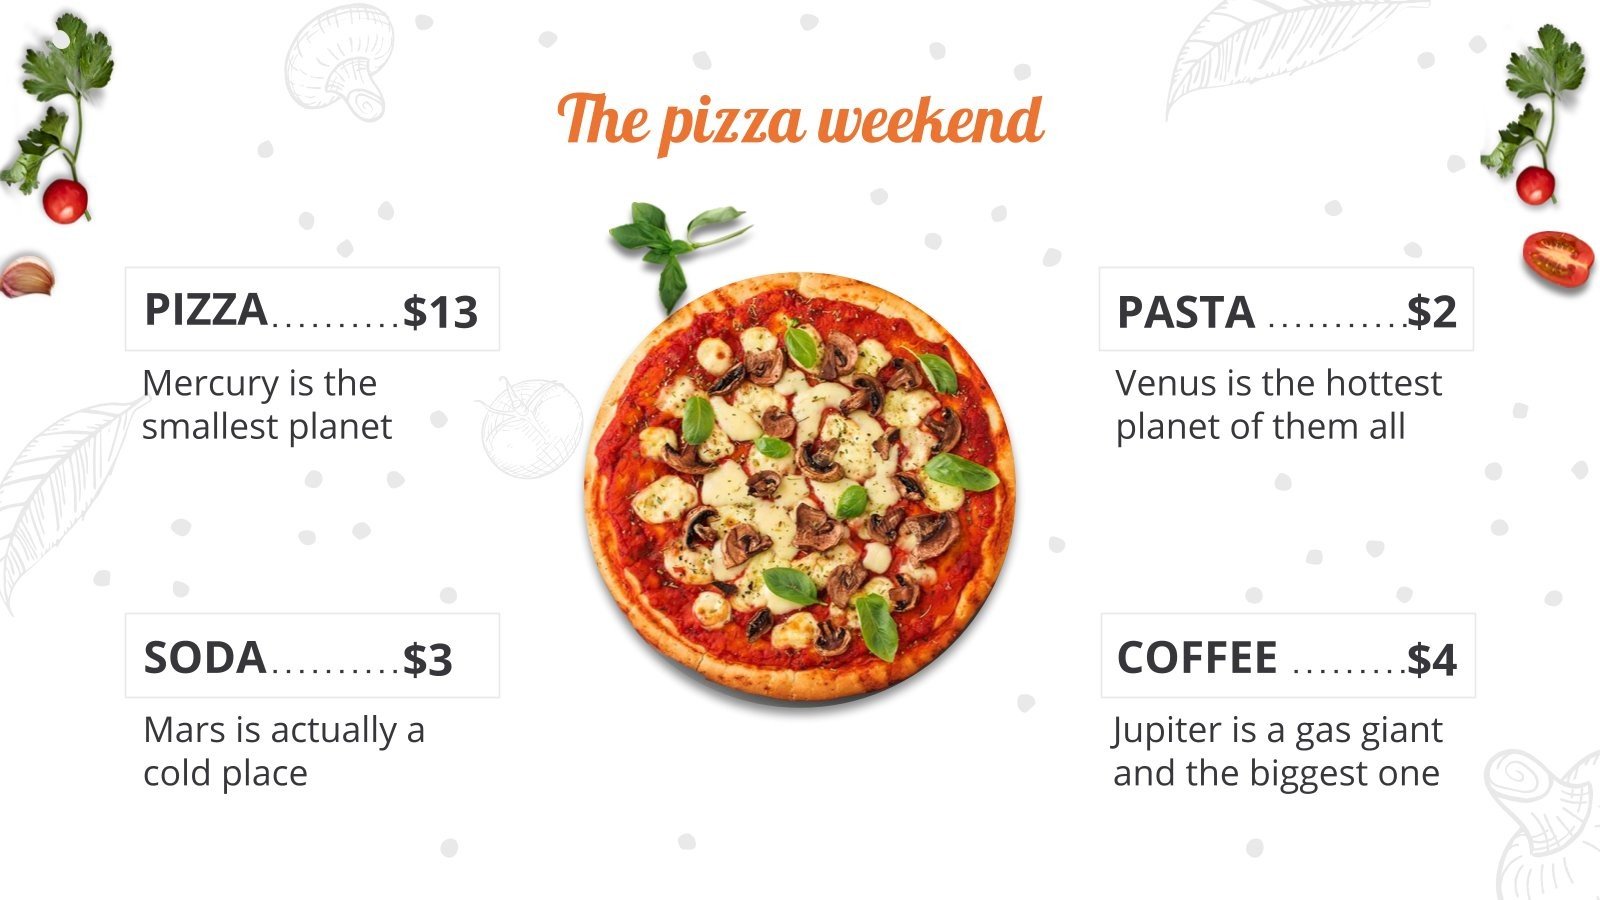 The pizza weekend
PIZZA..........$13
Mercury is the
smallest planet
PASTA ...........$2
Venus is the hottest
planet of them all
SODA..........$3
Mars is actually a
cold place
COFFEE .........$4
Jupiter is a gas giant
and the biggest one